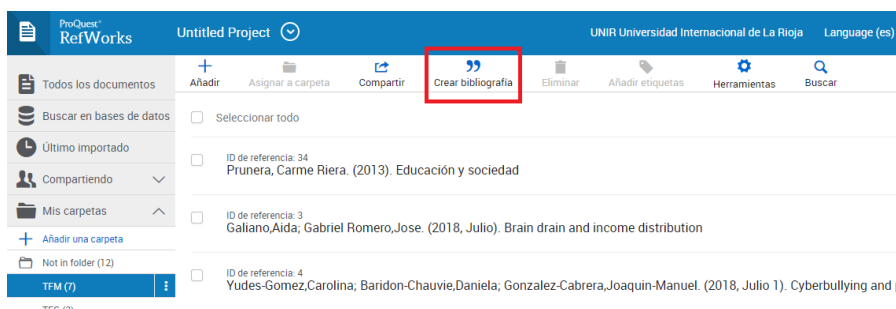 ProQuest®
RefWorks
Untitled Project
UNIR Universidad Internacional de La Rioja
Language (es)
Añadir
Asignar a carpeta
Compartir
Crear bibliografía
Eliminar
Añadir etiquetas
Herramientas
Buscar
Todos los documentos
Buscar en bases de datos
Último importado
Compartiendo
Mis carpetas
Añadir una carpeta
Not in folder (12)
TFM (7)
Seleccionar todo
ID de referencia: 34
Prunera, Carme Riera. (2013). Educación y sociedad
ID de referencia: 3
Galiano,Aida; Gabriel Romero,Jose. (2018, Julio). Brain drain and income distribution
ID de referencia: 4
Yudes-Gomez,Carolina; Baridon-Chauvie,Daniela; Gonzalez-Cabrera,Joaquin-Manuel. (2018, Julio 1). Cyberbullying and